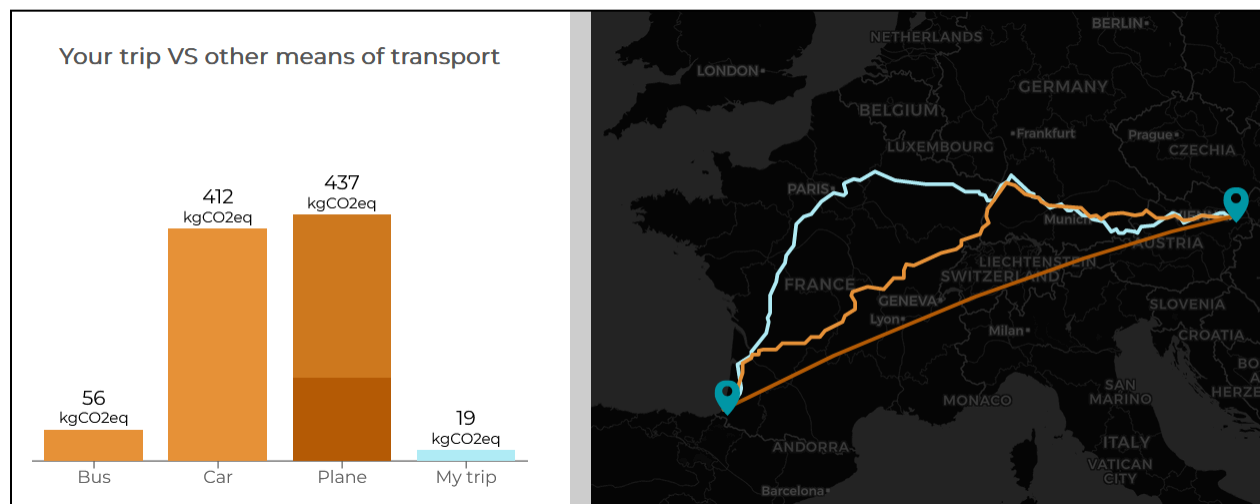 Your trip VS other means of transport
56
kgCO2eq
412
kgCO2eq
437
kgCO2eq
19
kgCO2eq
Bus
Car
Plane
My trip
BERLIN
NETHERLANDS
LONDON
GERMANY
BELGIUM
Frankfurt
Prague
CZECHIA
LUXEMBOURG
PARIS
Munich
AUSTRIA
LIECHTENSTEIN
SWITZERLAND
FRANCE
GENEVA
SLOVENIA
Lyon
Milan
CROATIA
SAN
MARINO
MONACO
ITALY
ANDORRA
VATICAN
CITY
Barcelona